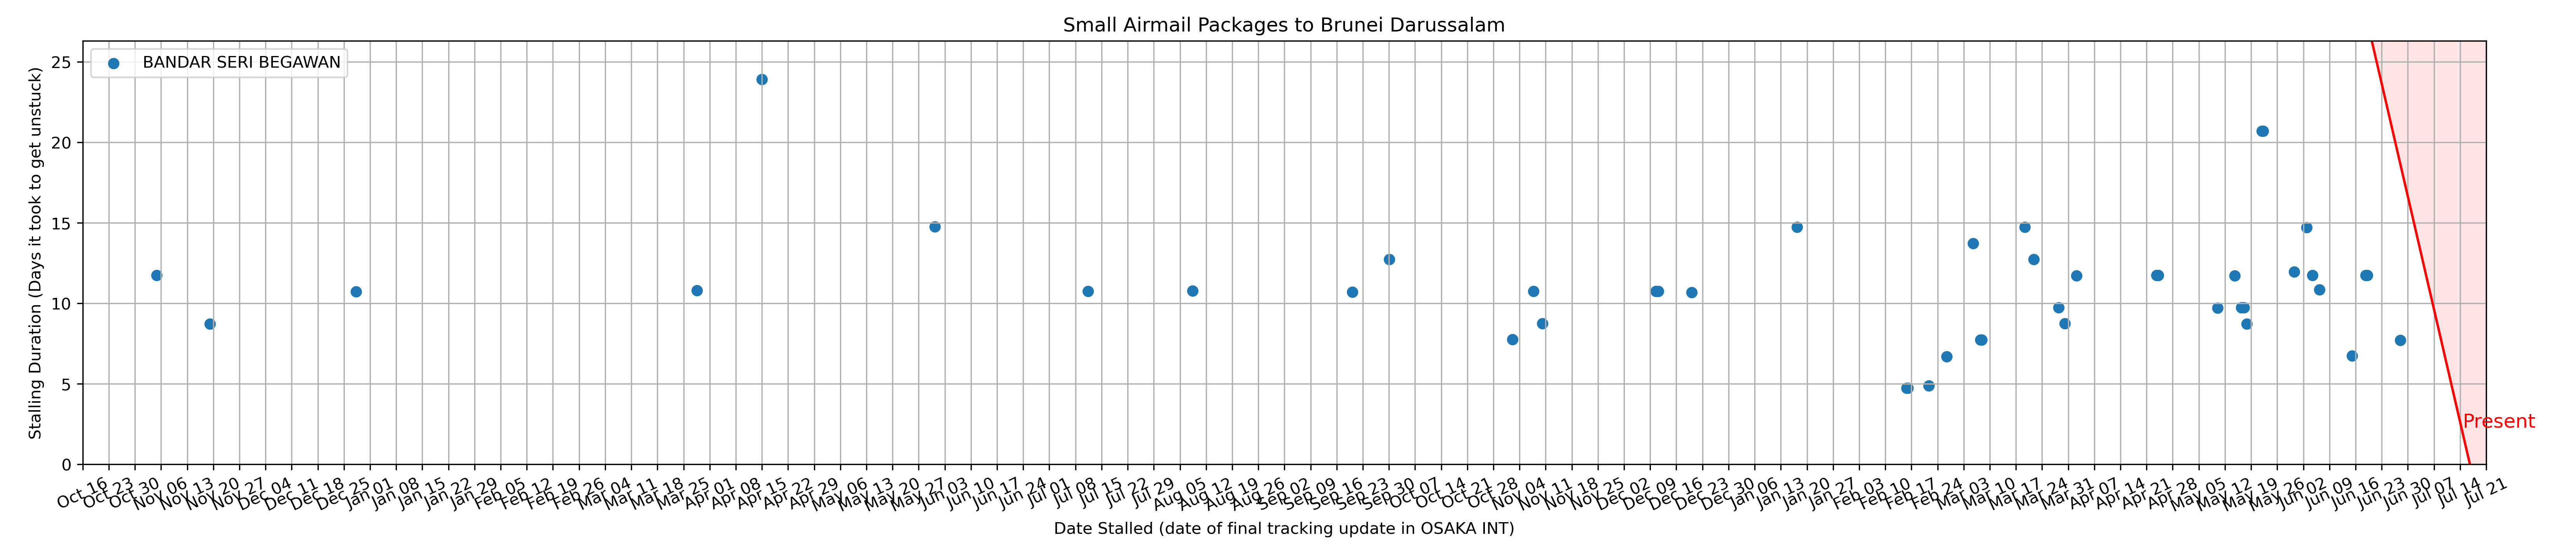 Small Airmail Packages to Brunei Darussalam
BANDAR SERI BEGAWAN
Stalling Duration (Days it took to get unstuck)
25
20
15
10
5
0
Present
Oct 16 Oct 23 Oct 30 Nov 06 Nov 13 Nov 20 Nov 27 Dec 04 Dec 11 Dec 18 Dec 25 Jan 01 Jan 08 Jan 15 Jan 22 Jan 29 Feb 05 Feb 12 Feb 19 Feb 26 Mar 04 Mar 11 Mar 18 Mar 25 Apr 01 Apr 08 Apr 15 Apr 22 Apr 29 May 06 May 13 May 20 May 27 Jun 03 Jun 10 Jun 17 Jun 24 Jul 01 Jul 08 Jul 15 Jul 22 Jul 29 Aug 05 Aug 12 Aug 19 Aug 26 Sep 02 Sep 09 Sep 16 Sep 23 Sep 30 Oct 07 Oct 14 Oct 21 Oct 28 Nov 04 Nov 11 Nov 18 Nov 25 Dec 02 Dec 09 Dec 16 Dec 23 Dec 30 Jan 06 Jan 13 Jan 20 Jan 27 Feb 03 Feb 10 Feb 17 Feb 24 Mar 03 Mar 10 Mar 17 Mar 24 Mar 31 Apr 07 Apr 14 Apr 21 Apr 28 May 05 May 12 May 19 May 26 Jun 02 Jun 09 Jun 16 Jun 23 Jun 30 Jul 07 Jul 14 Jul 21
Date Stalled (date of final tracking update in OSAKA INT)